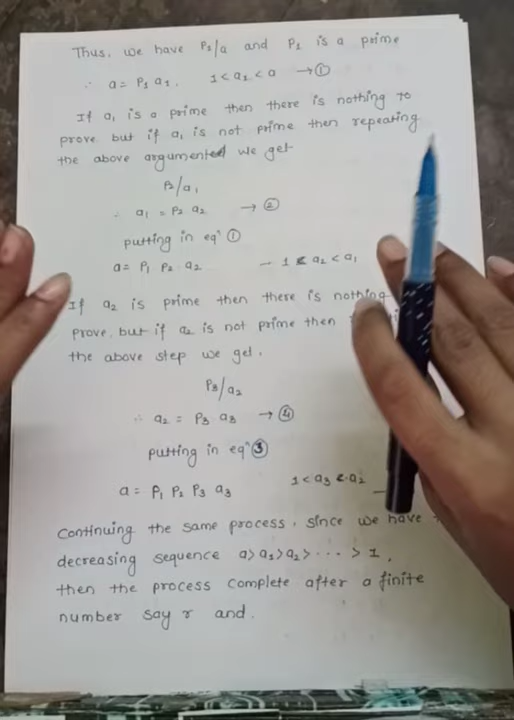 Thus, we have P1/a and P1 is a prime
∴ a = P1 a1. 1 < a1 < a → ①
If a1 is a prime then there is nothing to
prove but if a1 is not prime then repeating
the above argumented we get
P2/a1
∴ a1 = P2 a2 → ②
putting in eqn ①
a = P1 P2 a2 — 1 < a2 < a1
If a2 is prime then there is nothing
prove, but if a2 is not prime then
the above step we get.
P3/a2
∴ a2 = P3 a3 → ④
putting in eqn ③
a = P1 P2 P3 a3 1 < a3 < a2
Continuing the same process. since we have
decreasing sequence a > a1 > a2 > ... > 1.
then the process complete after a finite
number say r and.